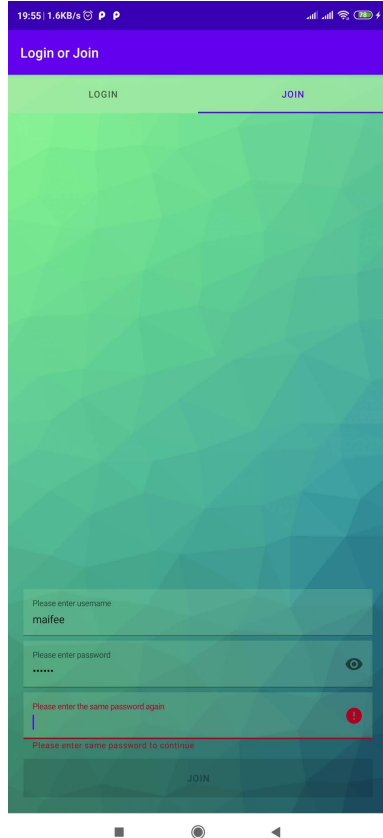 19:55 | 1.6KB/s
78
Login or Join
LOGIN
JOIN
Please enter username
maifee
Please enter password
••••••
Please enter the same password again
Please enter same password to continue
JOIN